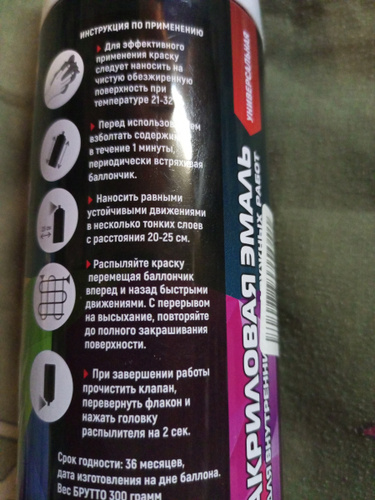 ИНСТРУКЦИЯ ПО ПРИМЕНЕНИЮ
Для эффективного
применения краску
следует наносить на
чистую обезжиренную
поверхность при
температуре 21-32
Перед
взболтать
в течение 1 минуты,
периодически встряхивая
баллончик.
Наносить равными
устойчивыми движениями
в несколько тонких слоев
с расстояния 20-25 см.
Распыляйте краску
перемещая баллончик
вперед и назад быстрыми
движениями. С перерывом
на высыхание, повторяйте
до полного закрашивания
поверхности.
При завершении работы
прочистить клапан,
перевернуть флакон и
нажать головку
распылителя на 2 сек.
Срок годности: 36 месяцев,
дата изготовления на дне баллона.
Вес БРУТТО 300 грамм
УНИВЕРСАЛЬНАЯ
АКРИЛОВАЯ ЭМАЛЬ
РАБОТ